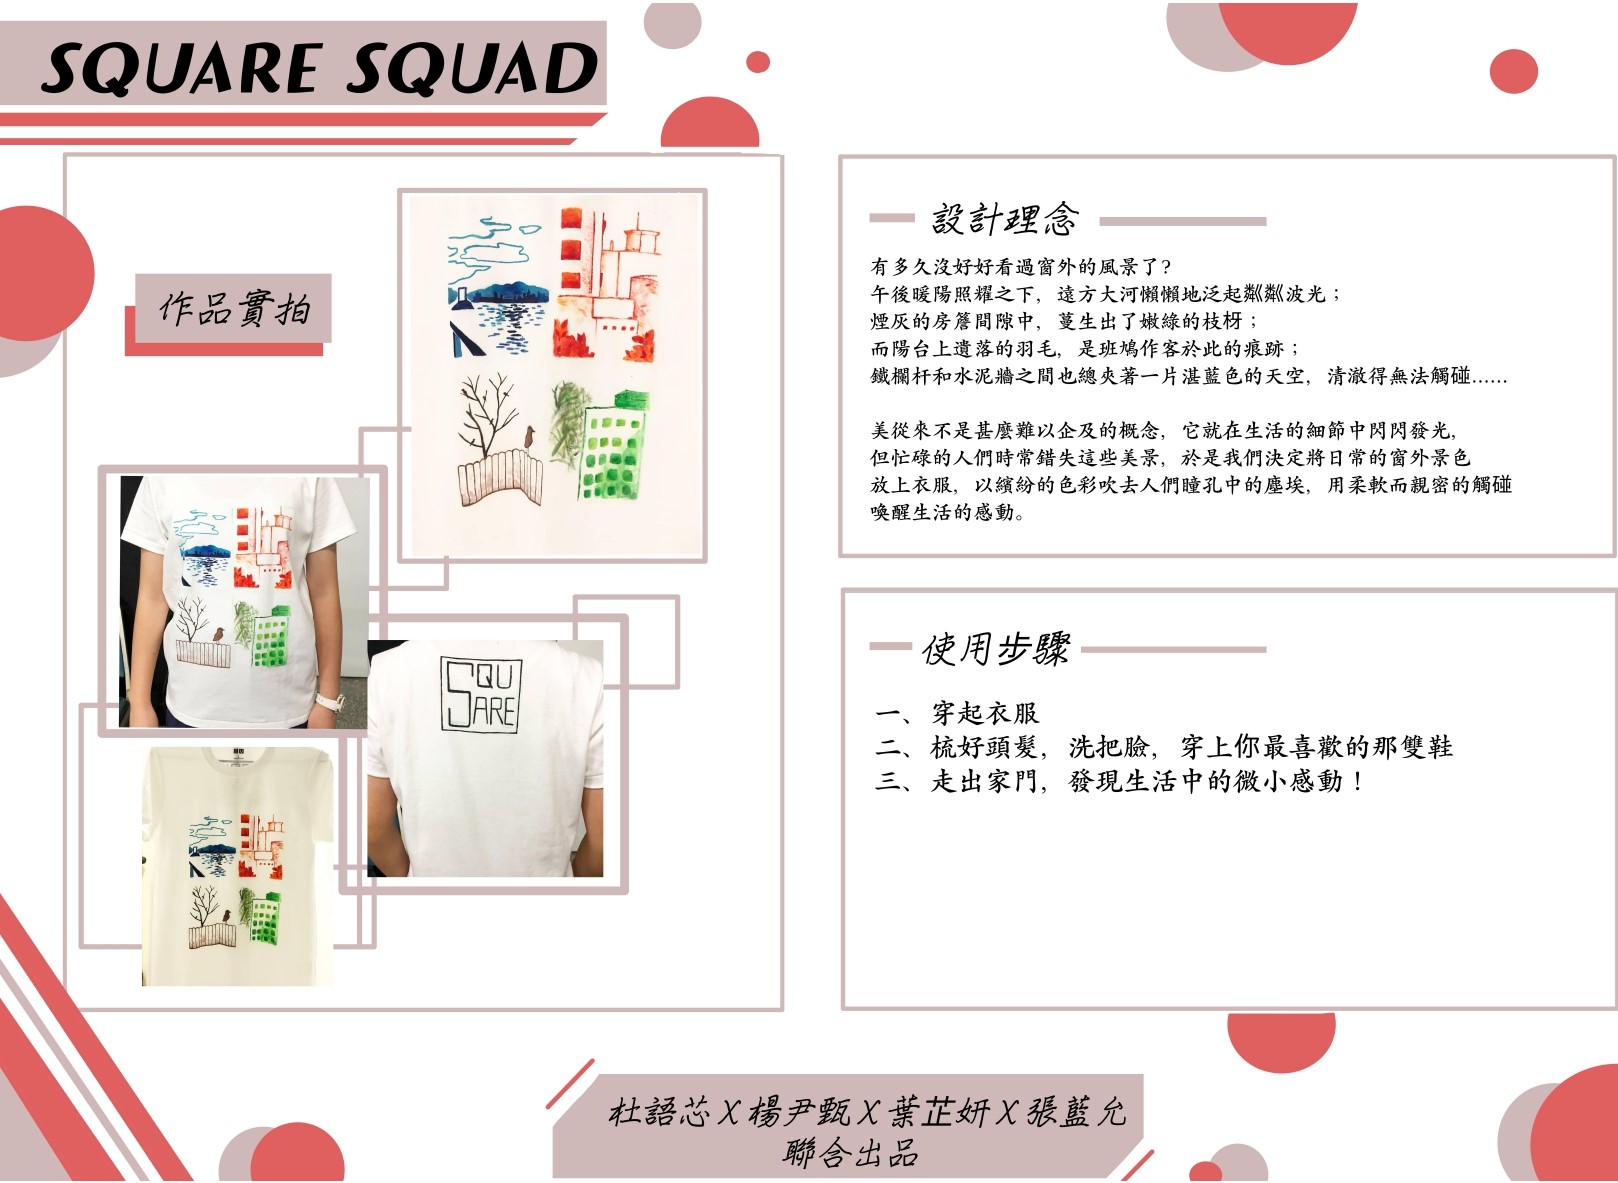 SQUARE SQUAD
作品實拍
SQU
ARE
設計理念
有多久沒好好看過窗外的風景了?
午後暖陽照耀之下，遠方大河懶懶地泛起粼粼波光；
煙灰的房簷間隙中，蔓生出了嫩綠的枝枒；
而陽台上遺落的羽毛，是班鳩作客於此的痕跡；
鐵欄杆和水泥牆之間也總夾著一片湛藍色的天空，清澈得無法觸碰......
美從來不是甚麼難以企及的概念，它就在生活的細節中閃閃發光，
但忙碌的人們時常錯失這些美景，於是我們決定將日常的窗外景色
放上衣服，以繽紛的色彩吹去人們瞳孔中的塵埃，用柔軟而親密的觸碰
喚醒生活的感動。
使用步驟
一、穿起衣服
二、梳好頭髮，洗把臉，穿上你最喜歡的那雙鞋
三、走出家門，發現生活中的微小感動！
杜語芯X楊尹甄X葉芷妍X張藍允
聯合出品